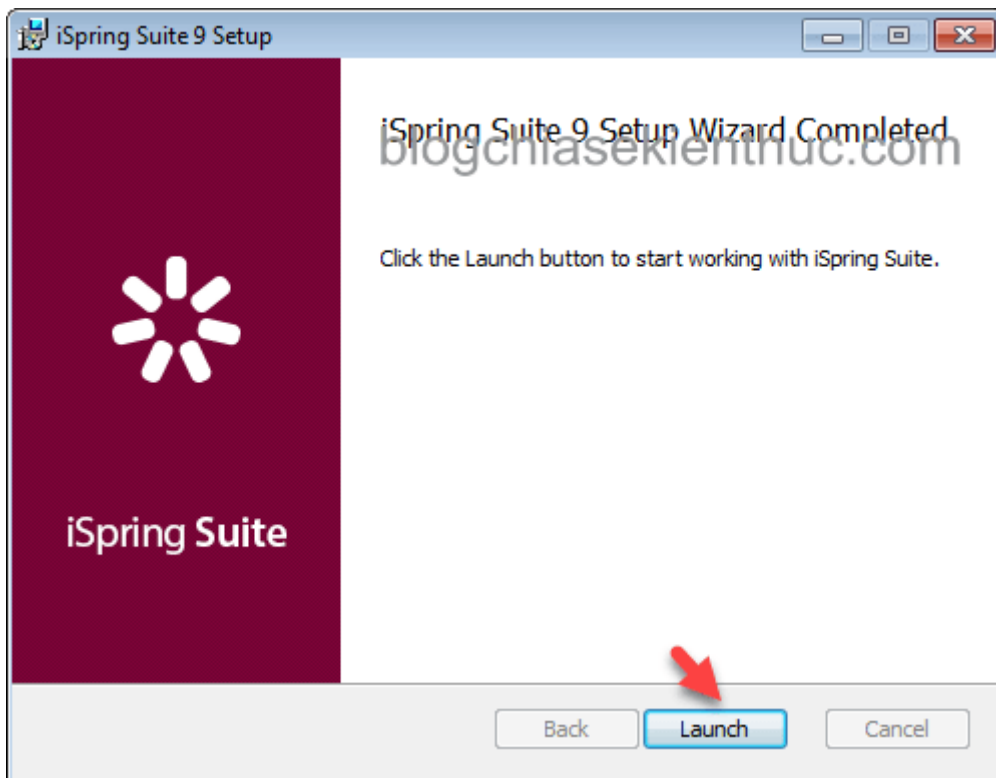 iSpring Suite 9 Setup
iSpring Suite 9 Setup Wizard Completed
blogchiasekienthuc.com
Click the Launch button to start working with iSpring Suite.
iSpring Suite
Back
Launch
Cancel